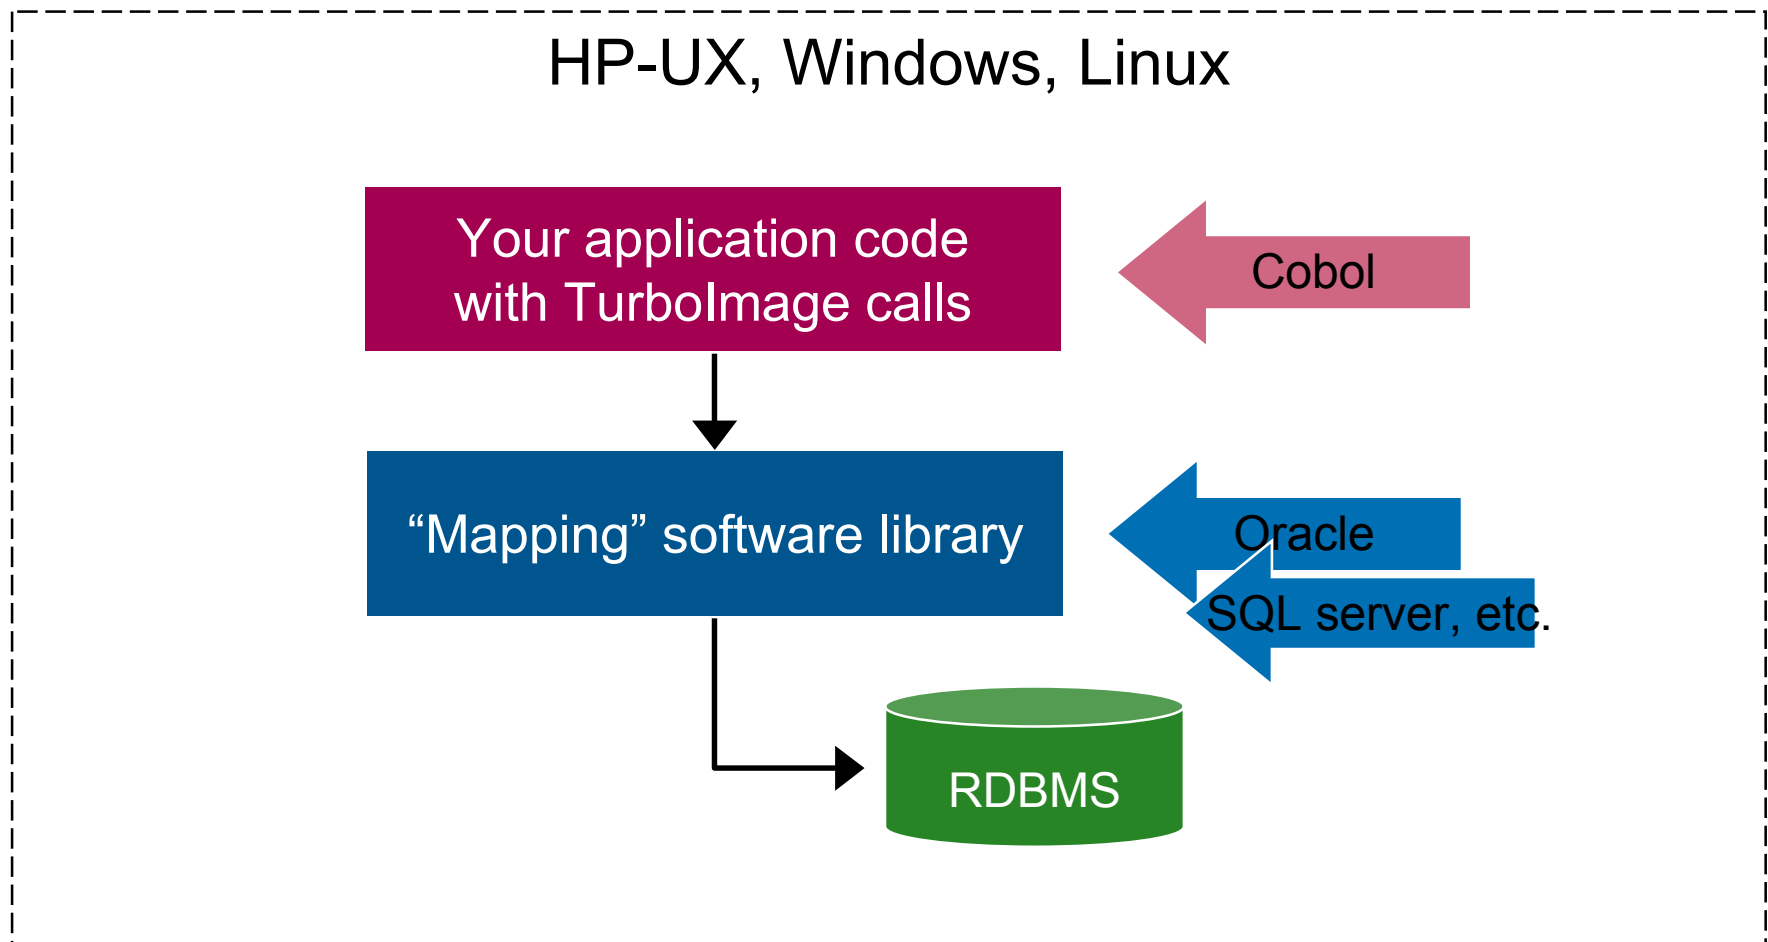 HP-UX, Windows, Linux
Your application code
with TurboImage calls
Cobol
“Mapping” software library
Oracle
SQL server, etc.
RDBMS